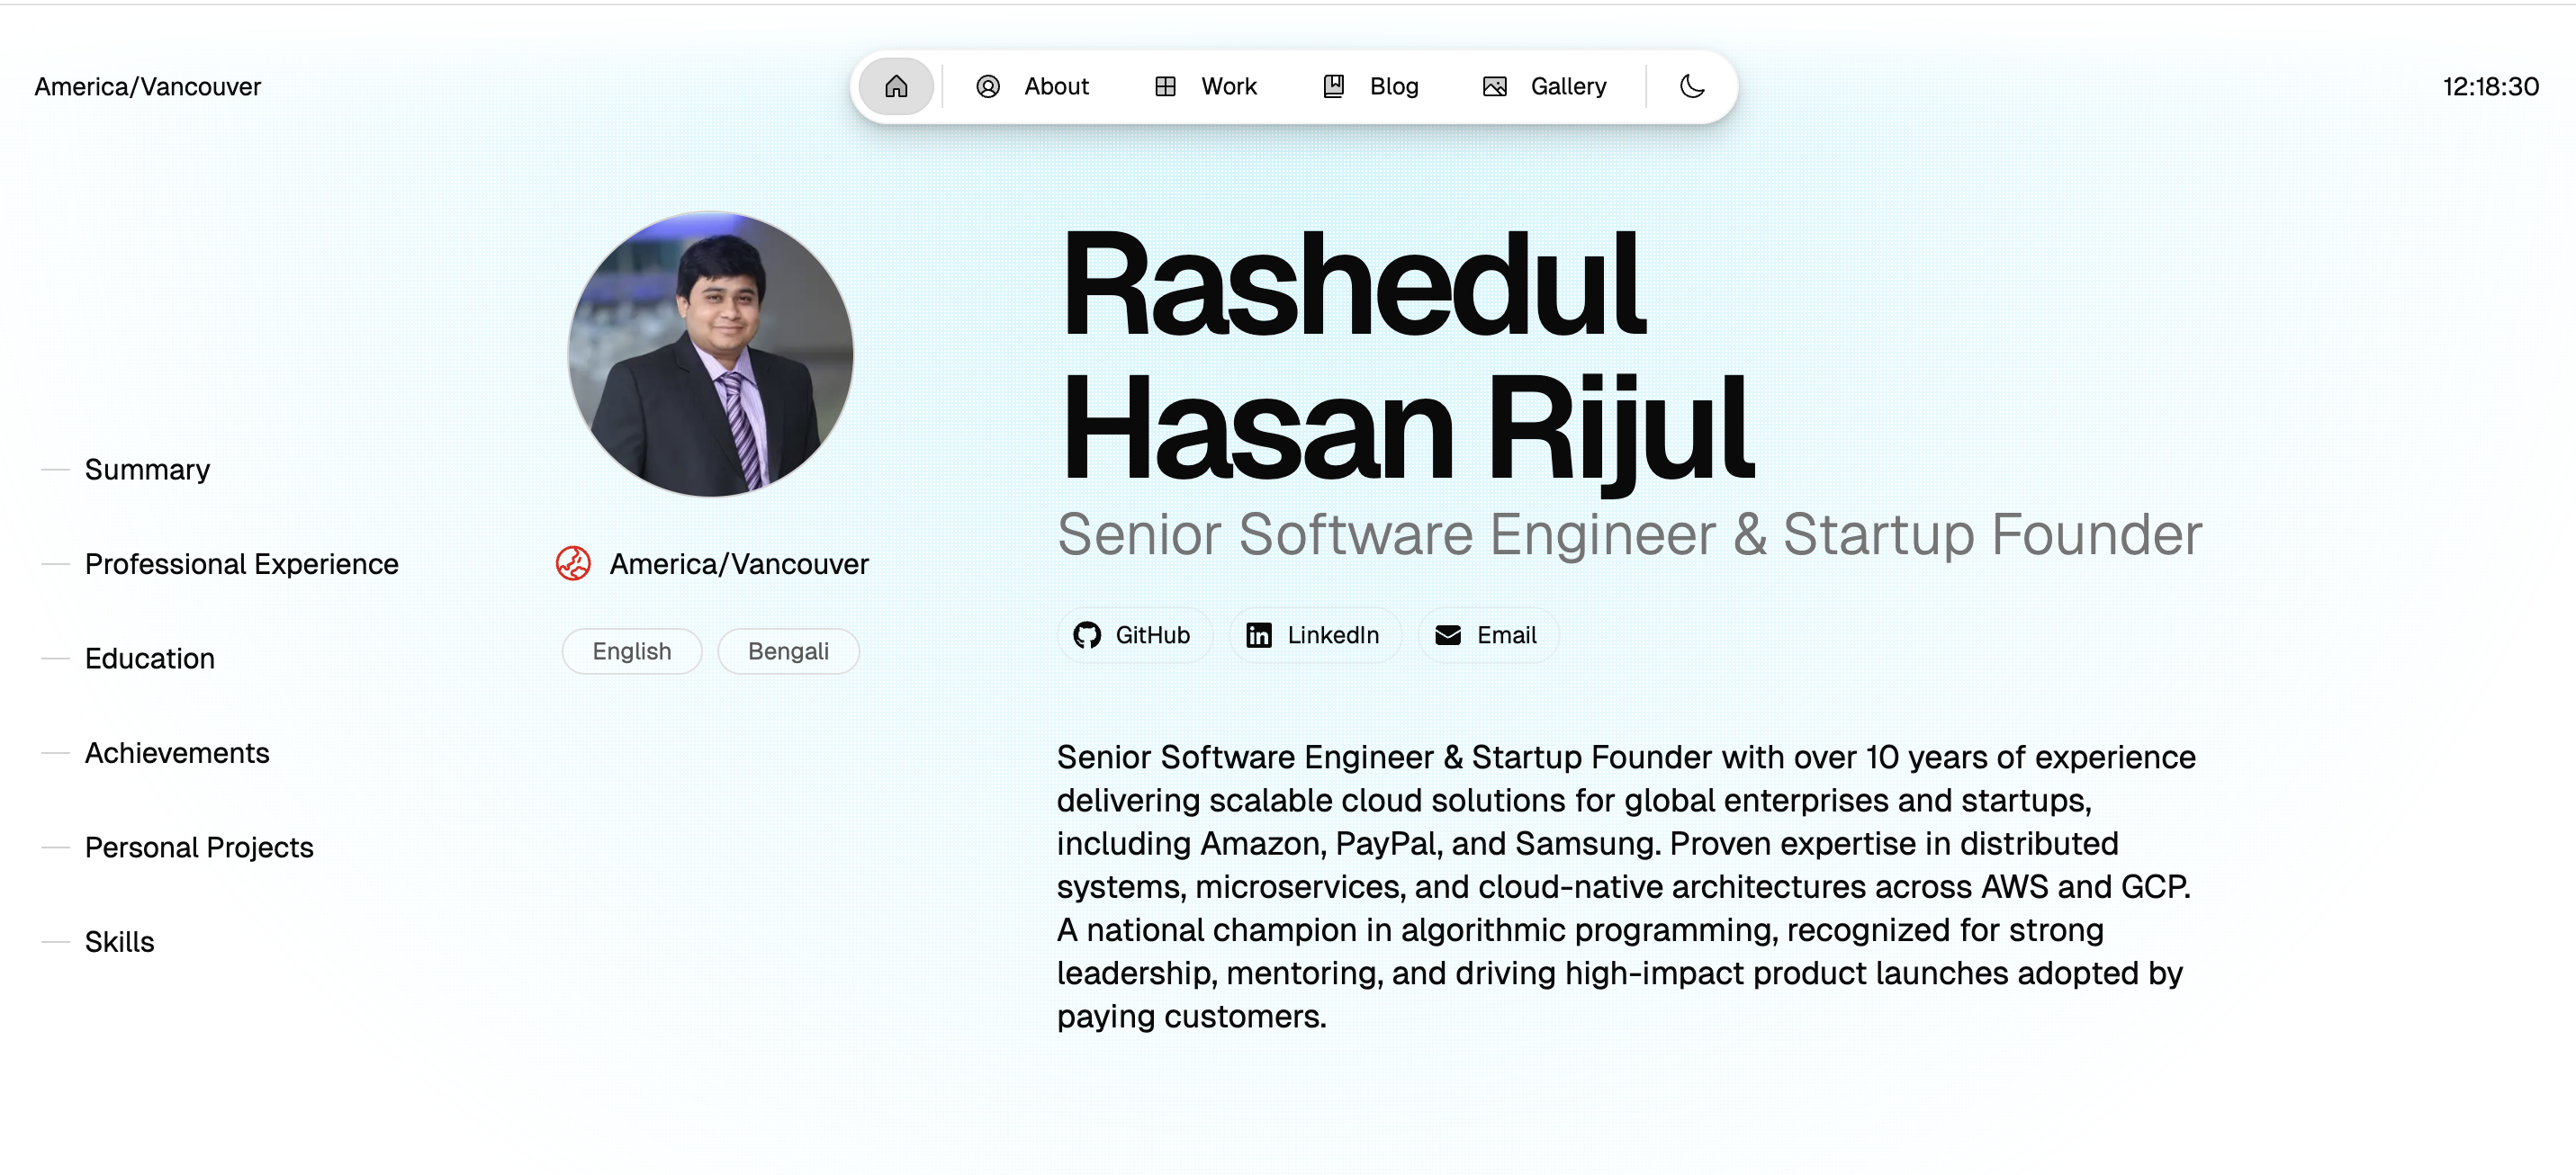 America/Vancouver
About
Work
Blog
Gallery
12:18:30
Summary
Professional Experience
Education
Achievements
Personal Projects
Skills
America/Vancouver
English
Bengali
Rashedul
Hasan Rijul
Senior Software Engineer & Startup Founder
GitHub
LinkedIn
Email
Senior Software Engineer & Startup Founder with over 10 years of experience
delivering scalable cloud solutions for global enterprises and startups,
including Amazon, PayPal, and Samsung. Proven expertise in distributed
systems, microservices, and cloud-native architectures across AWS and GCP.
A national champion in algorithmic programming, recognized for strong
leadership, mentoring, and driving high-impact product launches adopted by
paying customers.